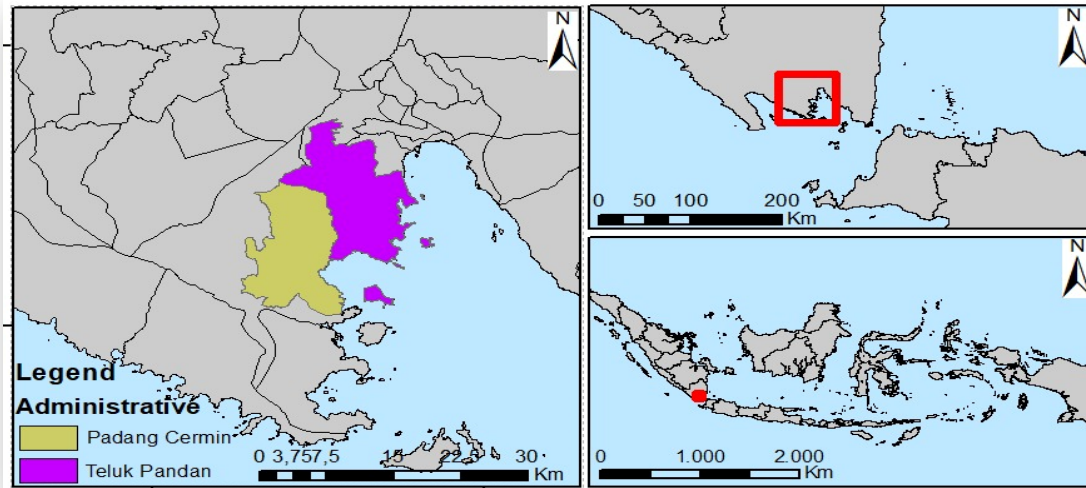 N
Legend
Administrative
Padang Cermin
Teluk Pandan
0 3,757,5 15 22,5 30
Km
N
0 50 100 200
Km
N
0 1.000 2.000
Km